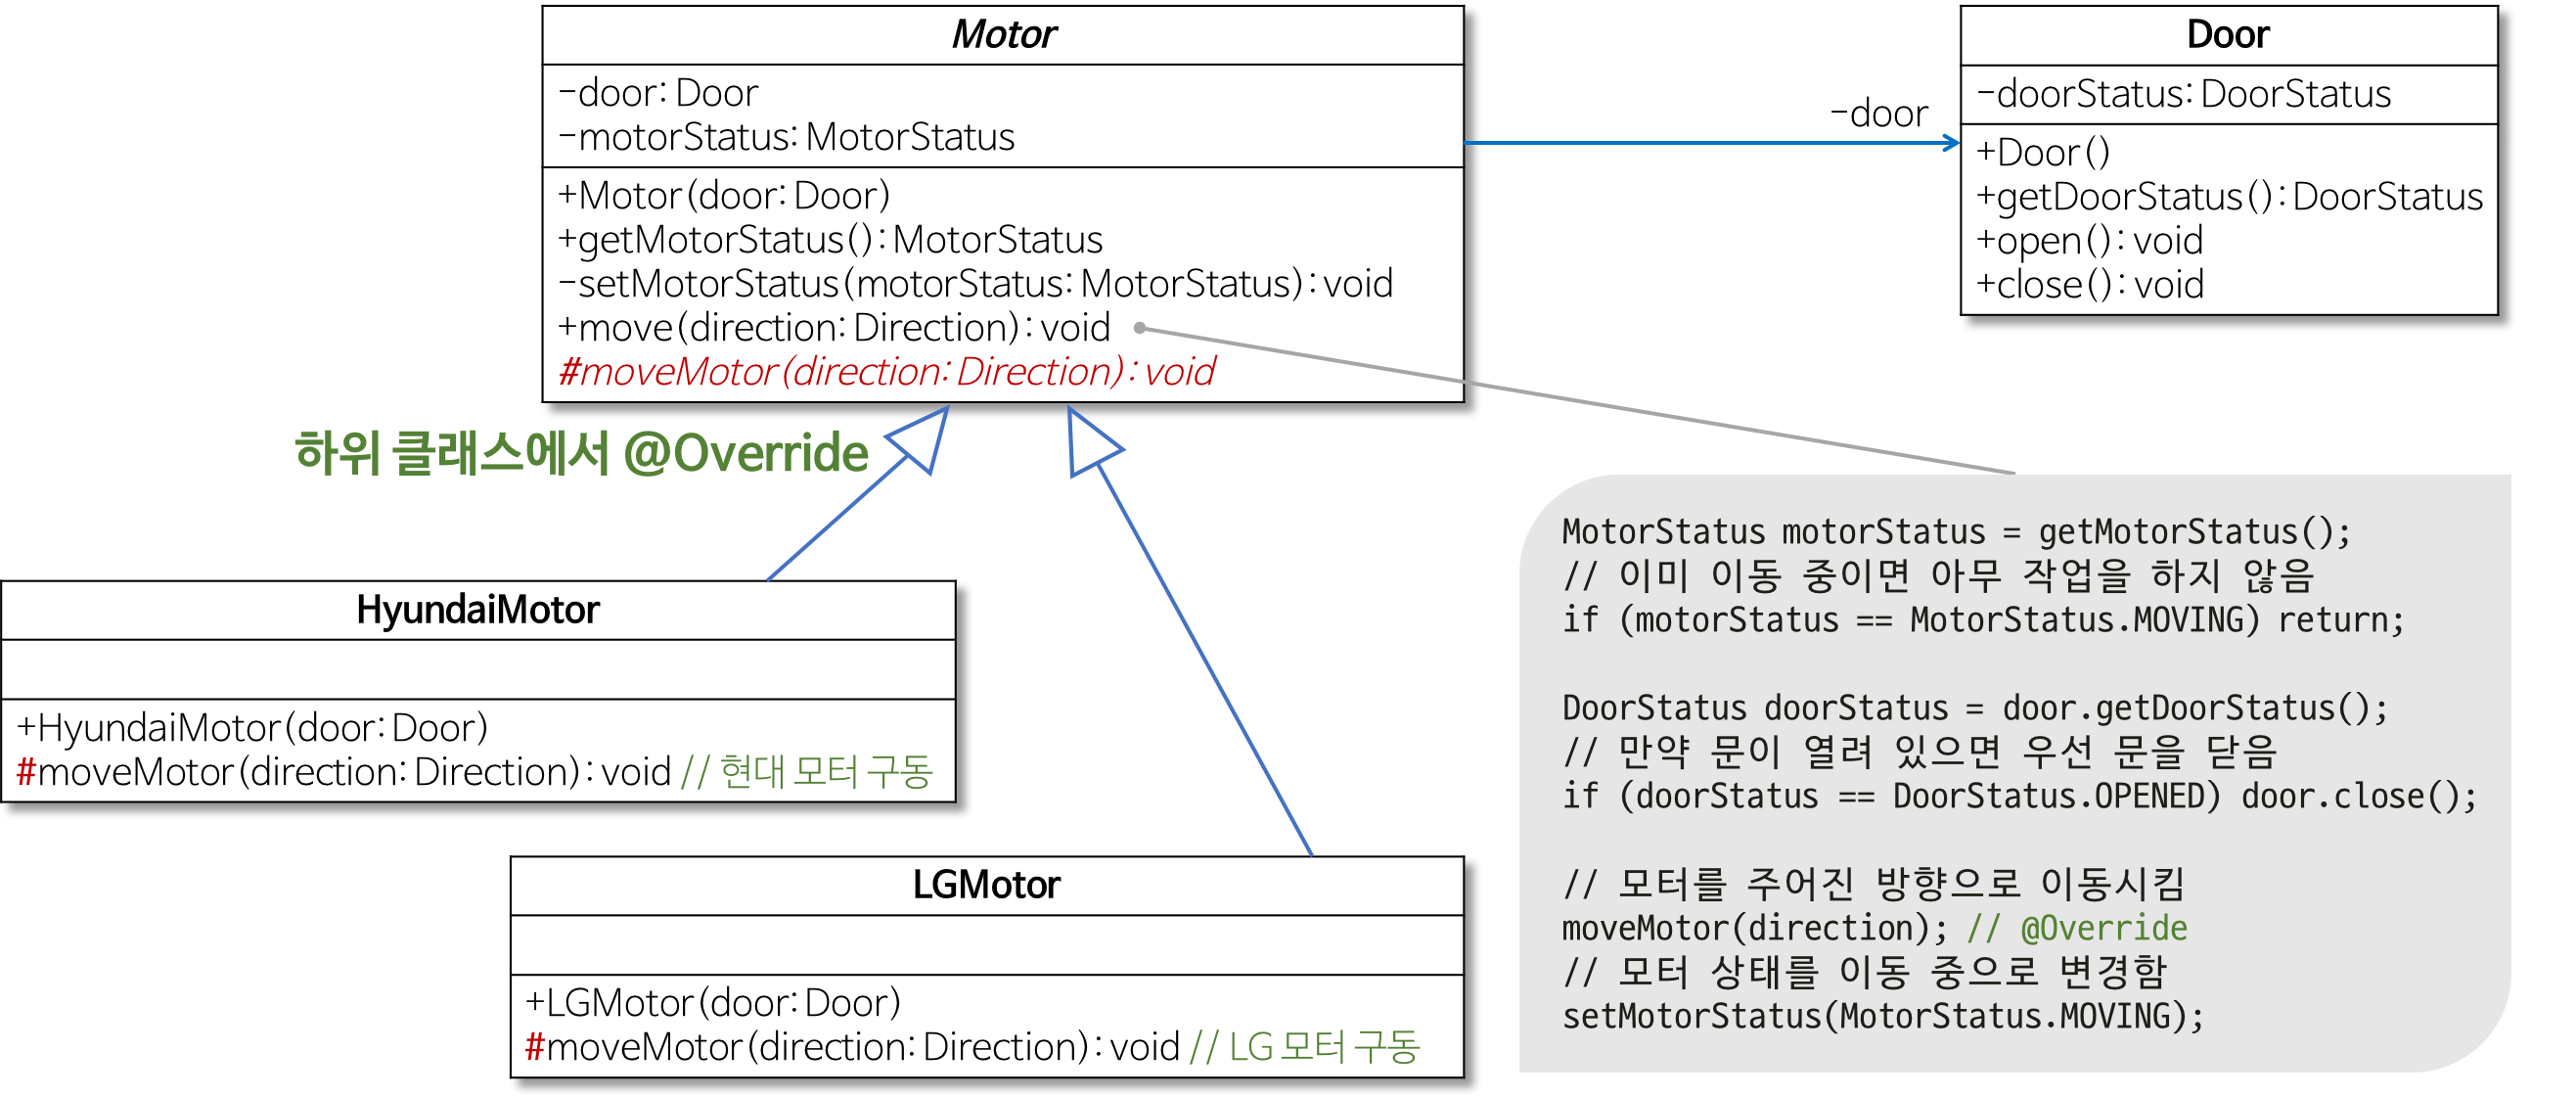 Motor
-door: Door
-motorStatus: MotorStatus
+Motor(door: Door)
+getMotorStatus(): MotorStatus
-setMotorStatus(motorStatus: MotorStatus): void
+move(direction: Direction): void
#moveMotor(direction: Direction): void
-door
Door
-doorStatus: DoorStatus
+Door()
+getDoorStatus(): DoorStatus
+open(): void
+close(): void
하위 클래스에서 @Override
HyundaiMotor
+HyundaiMotor(door: Door)
#moveMotor(direction: Direction): void // 현대 모터 구동
LGMotor
+LGMotor(door: Door)
#moveMotor(direction: Direction): void // LG 모터 구동
MotorStatus motorStatus = getMotorStatus();
// 이미 이동 중이면 아무 작업을 하지 않음
if (motorStatus == MotorStatus.MOVING) return;
DoorStatus doorStatus = door.getDoorStatus();
// 만약 문이 열려 있으면 우선 문을 닫음
if (doorStatus == DoorStatus.OPENED) door.close();
// 모터를 주어진 방향으로 이동시킴
moveMotor(direction); // @Override
// 모터 상태를 이동 중으로 변경함
setMotorStatus(MotorStatus.MOVING);